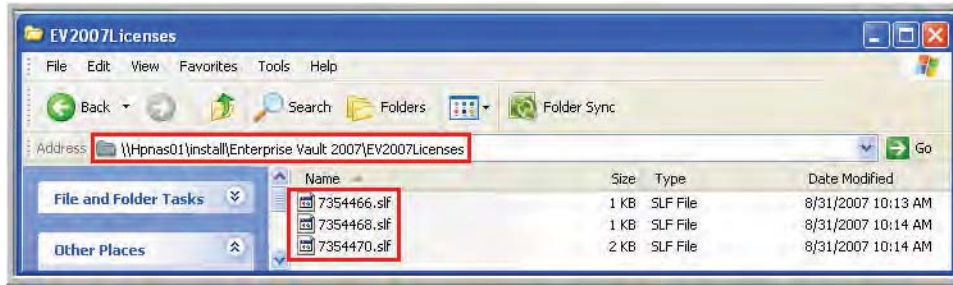 EV2007Licenses
File Edit View Favorites Tools Help
Back Search Folders Folder Sync
Address \\Hpnas01\install\Enterprise Vault 2007\EV2007Licenses Go
File and Folder Tasks
Other Places
Name Size Type Date Modified
7354466.slf 1 KB SLF File 8/31/2007 10:13 AM
7354468.slf 1 KB SLF File 8/31/2007 10:14 AM
7354470.slf 2 KB SLF File 8/31/2007 10:14 AM